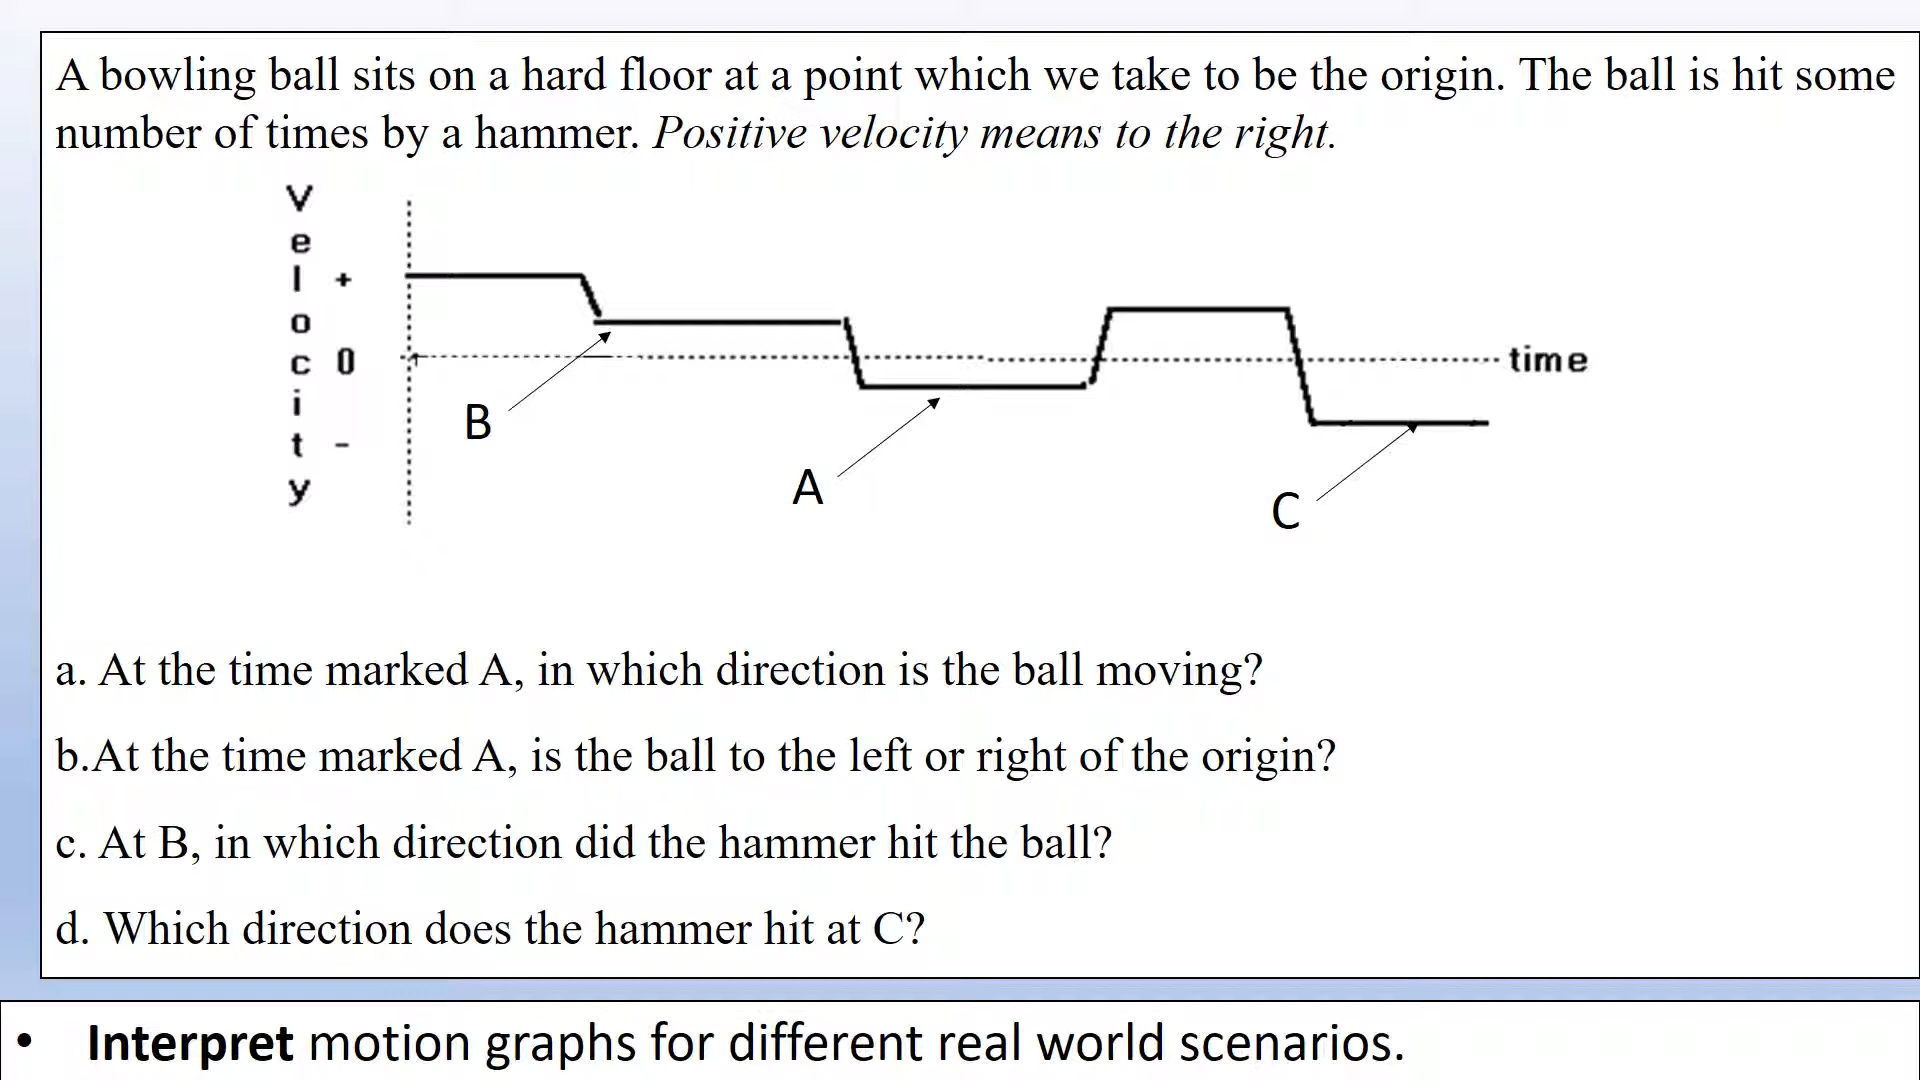 A bowling ball sits on a hard floor at a point which we take to be the origin. The ball is hit some
number of times by a hammer. Positive velocity means to the right.
Velocity
+
0
-
time
B
A
C
a. At the time marked A, in which direction is the ball moving?
b.At the time marked A, is the ball to the left or right of the origin?
c. At B, in which direction did the hammer hit the ball?
d. Which direction does the hammer hit at C?
• Interpret motion graphs for different real world scenarios.